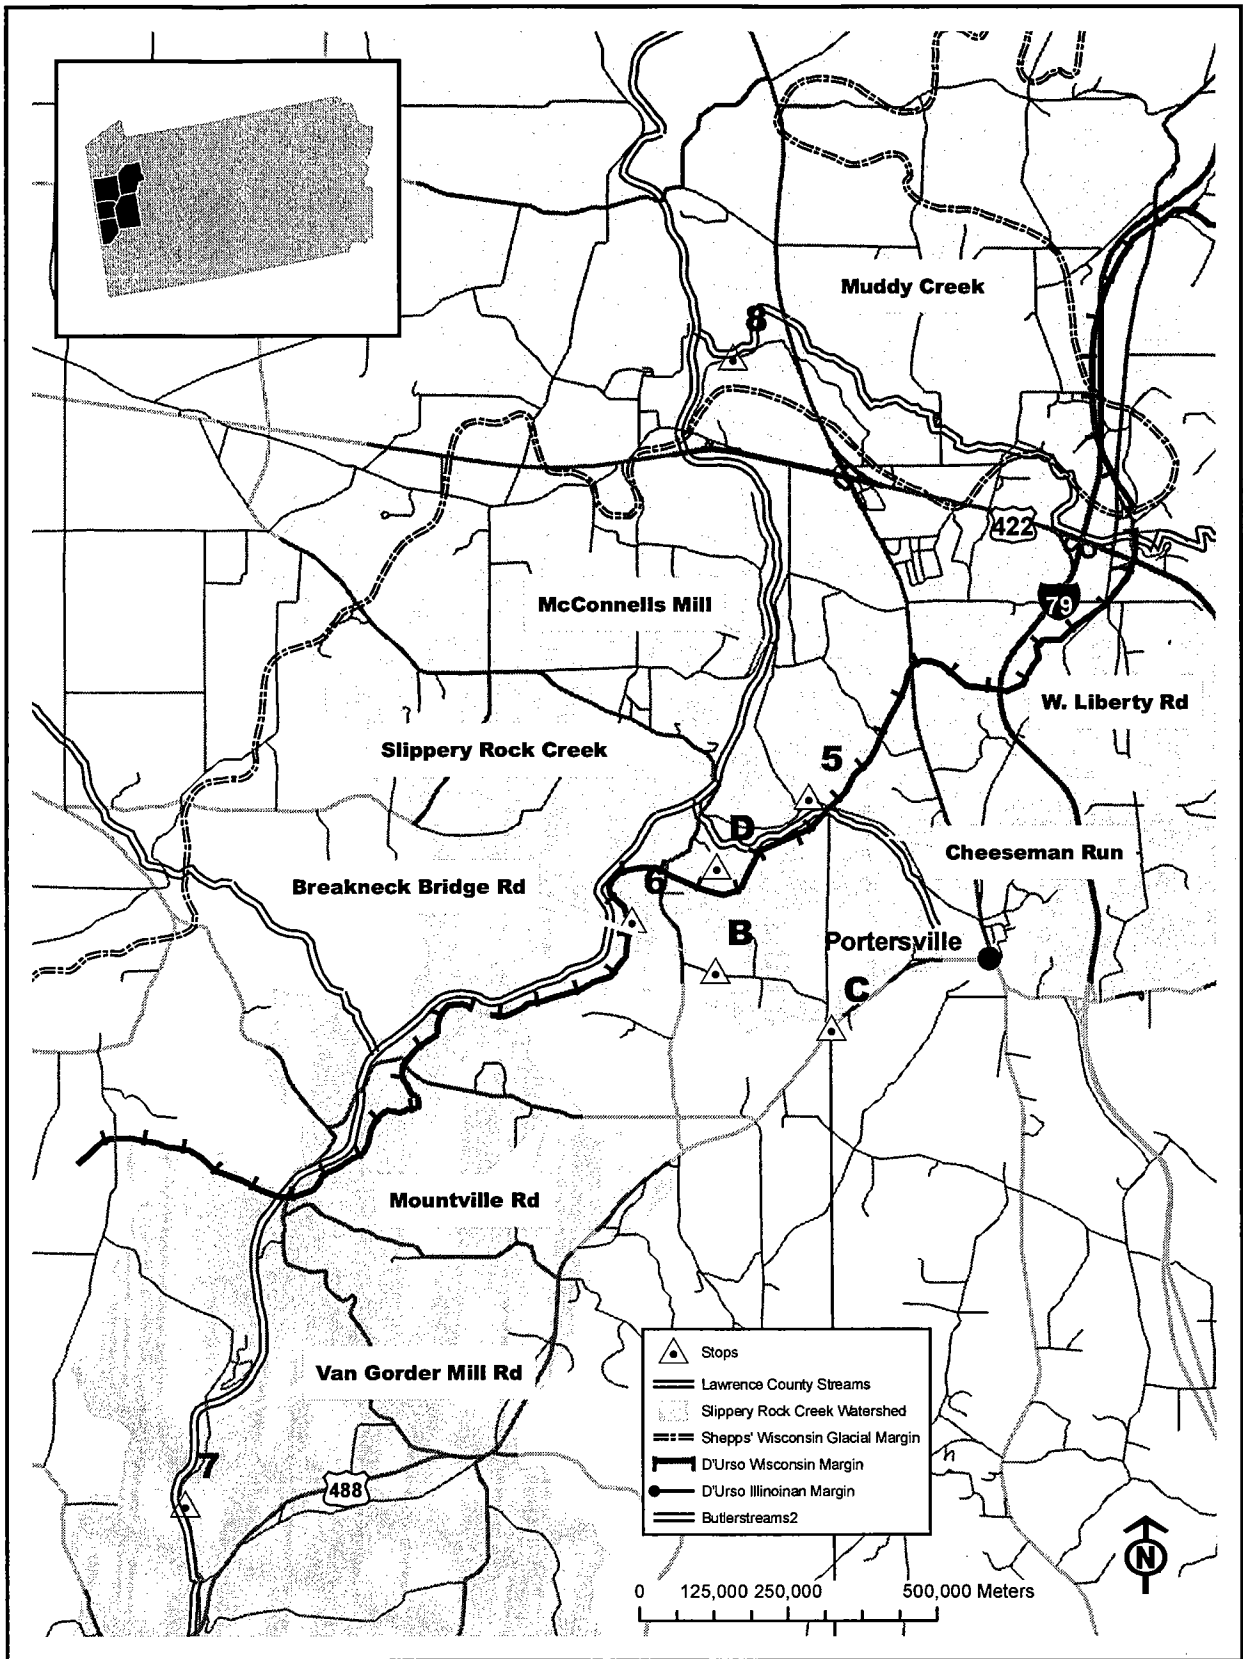 8
Muddy Creek
422
McConnells Mill
79
W. Liberty Rd
Slippery Rock Creek
5
D
Cheeseman Run
Breakneck Bridge Rd
6
B
Portersville
C
Mountville Rd
Van Gorder Mill Rd
7
488
Stops
Lawrence County Streams
Slippery Rock Creek Watershed
Shepps' Wisconsin Glacial Margin
D'Urso Wisconsin Margin
D'Urso Illinoinan Margin
Butlerstreams2
N
0 125,000 250,000 500,000 Meters